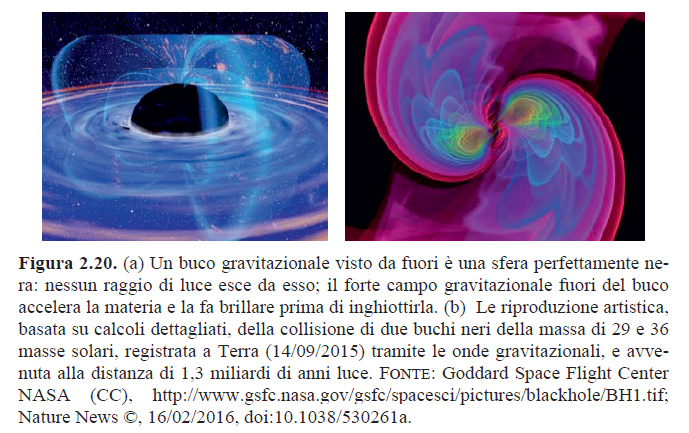 Figura 2.20. (a) Un buco gravitazionale visto da fuori è una sfera perfettamente ne-
ra: nessun raggio di luce esce da esso; il forte campo gravitazionale fuori del buco
accelera la materia e la fa brillare prima di inghiottirla. (b) Le riproduzione artistica,
basata su calcoli dettagliati, della collisione di due buchi neri della massa di 29 e 36
masse solari, registrata a Terra (14/09/2015) tramite le onde gravitazionali, e avve-
nuta alla distanza di 1,3 miliardi di anni luce. FONTE: Goddard Space Flight Center
NASA (CC), http://www.gsfc.nasa.gov/gsfc/spacesci/pictures/blackhole/BH1.tif;
Nature News ©, 16/02/2016, doi:10.1038/530261a.